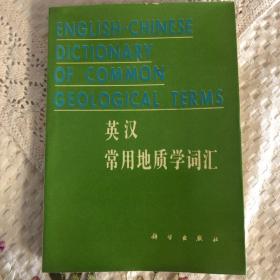 ENGLISH-CHINESE
DICTIONARY
OF COMMON
GEOLOGICAL TERMS
英汉
常用地质学词汇
科学出版社